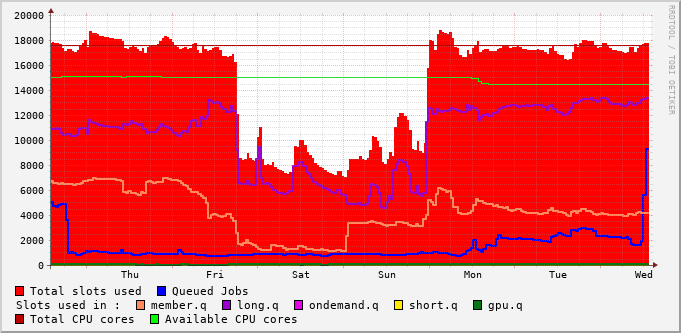 20000
18000
16000
14000
12000
10000
8000
6000
4000
2000
0
Thu Fri Sat Sun Mon Tue Wed
Total slots used Queued Jobs
Slots used in : member.q long.q ondemand.q short.q gpu.q
Total CPU cores Available CPU cores
RRDTOOL / TOBI OETIKER